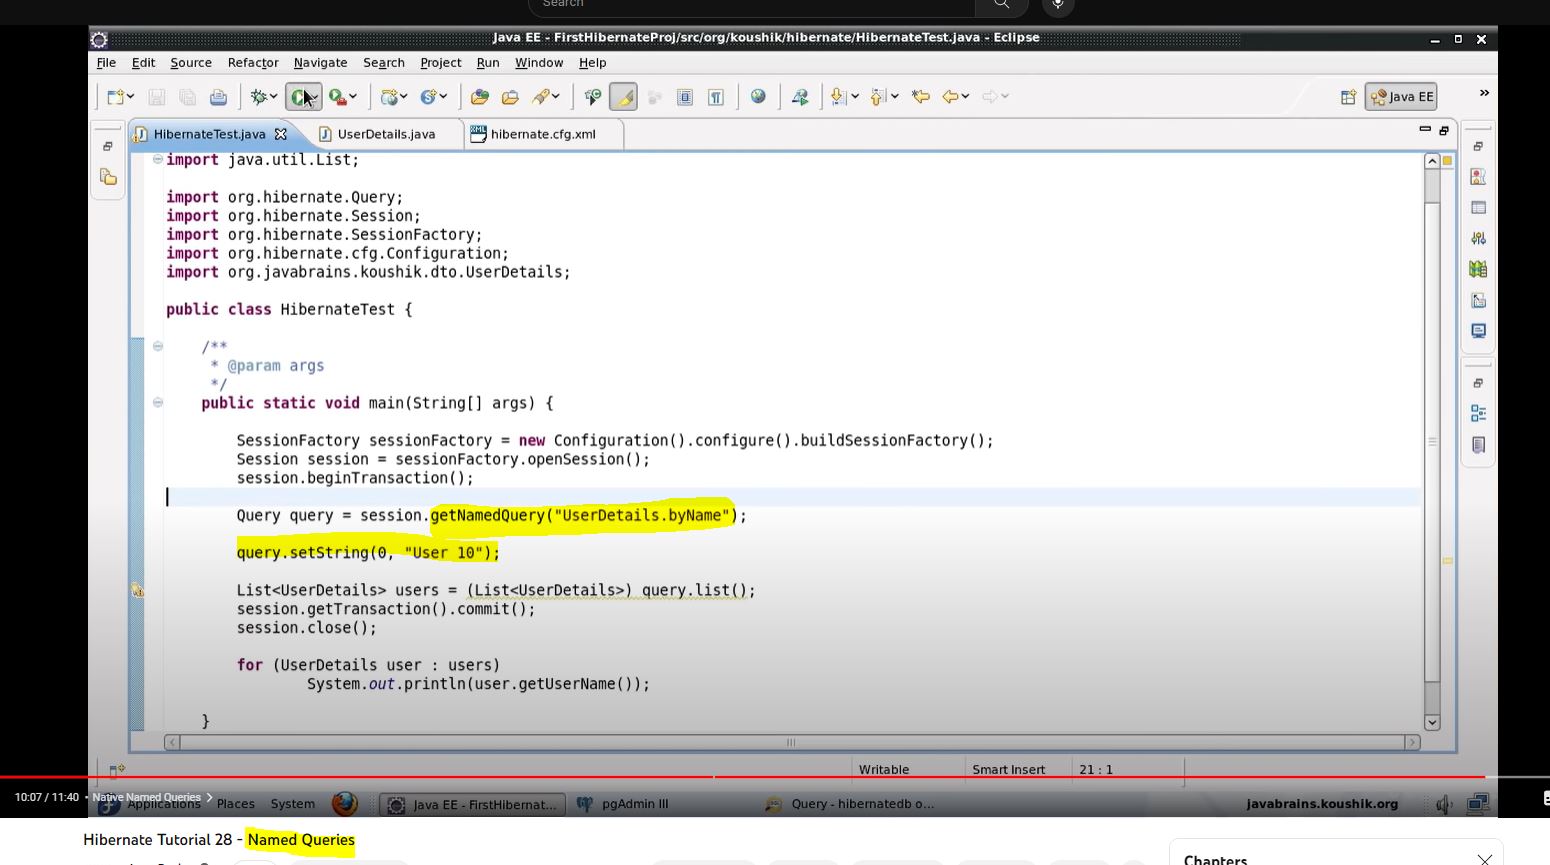 Search
Java EE - FirstHibernateProj/src/org/koushik/hibernate/HibernateTest.java - Eclipse
File Edit Source Refactor Navigate Search Project Run Window Help
Java EE
HibernateTest.java UserDetails.java hibernate.cfg.xml
import java.util.List;
import org.hibernate.Query;
import org.hibernate.Session;
import org.hibernate.SessionFactory;
import org.hibernate.cfg.Configuration;
import org.javabrains.koushik.dto.UserDetails;
public class HibernateTest {
/**
* @param args
*/
public static void main(String[] args) {
SessionFactory sessionFactory = new Configuration().configure().buildSessionFactory();
Session session = sessionFactory.openSession();
session.beginTransaction();
Query query = session.getNamedQuery("UserDetails.byName");
query.setString(0, "User 10");
List<UserDetails> users = (List<UserDetails>) query.list();
session.getTransaction().commit();
session.close();
for (UserDetails user : users)
System.out.println(user.getUserName());
}
Writable Smart Insert 21 : 1
10:07 / 11:40 • Native Named Queries
Applications Places System Java EE - FirstHibernat... pgAdmin III Query - hibernatedb o... javabrains.koushik.org
Hibernate Tutorial 28 - Named Queries
Chapters